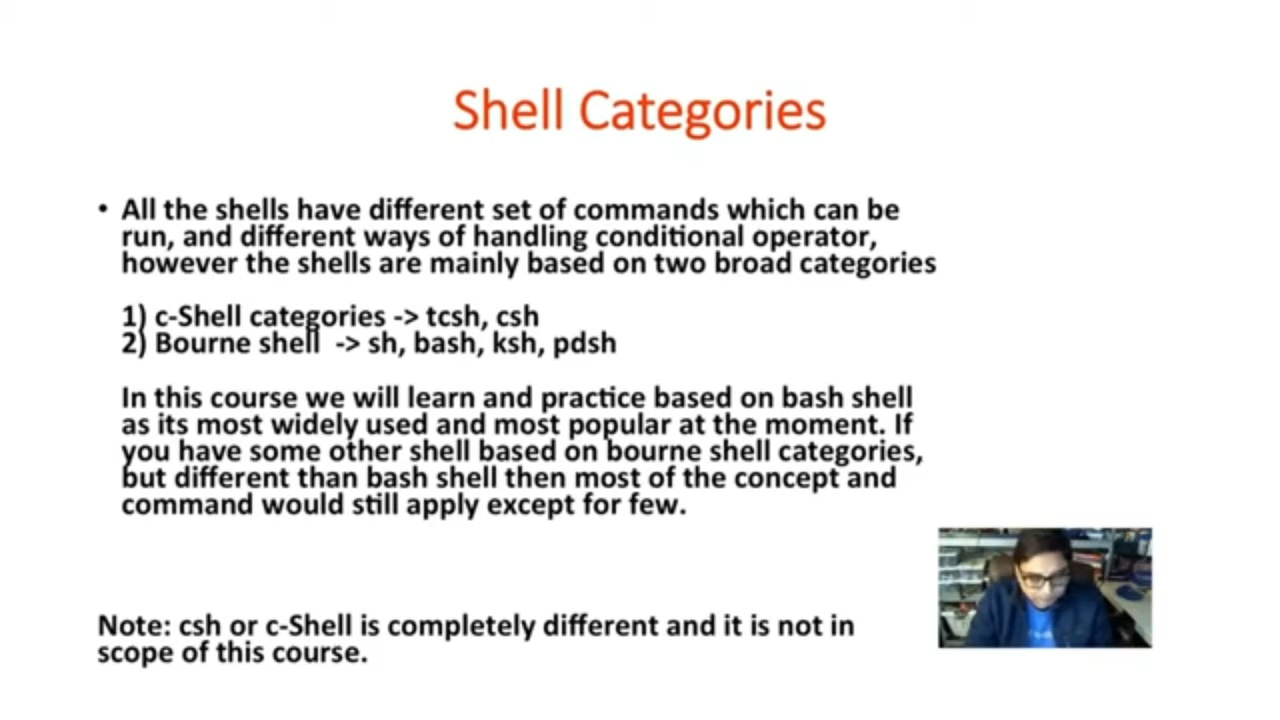 Shell Categories
• All the shells have different set of commands which can be
run, and different ways of handling conditional operator,
however the shells are mainly based on two broad categories
1) c-Shell categories -> tcsh, csh
2) Bourne shell -> sh, bash, ksh, pdsh
In this course we will learn and practice based on bash shell
as its most widely used and most popular at the moment. If
you have some other shell based on bourne shell categories,
but different than bash shell then most of the concept and
command would still apply except for few.
Note: csh or c-Shell is completely different and it is not in
scope of this course.